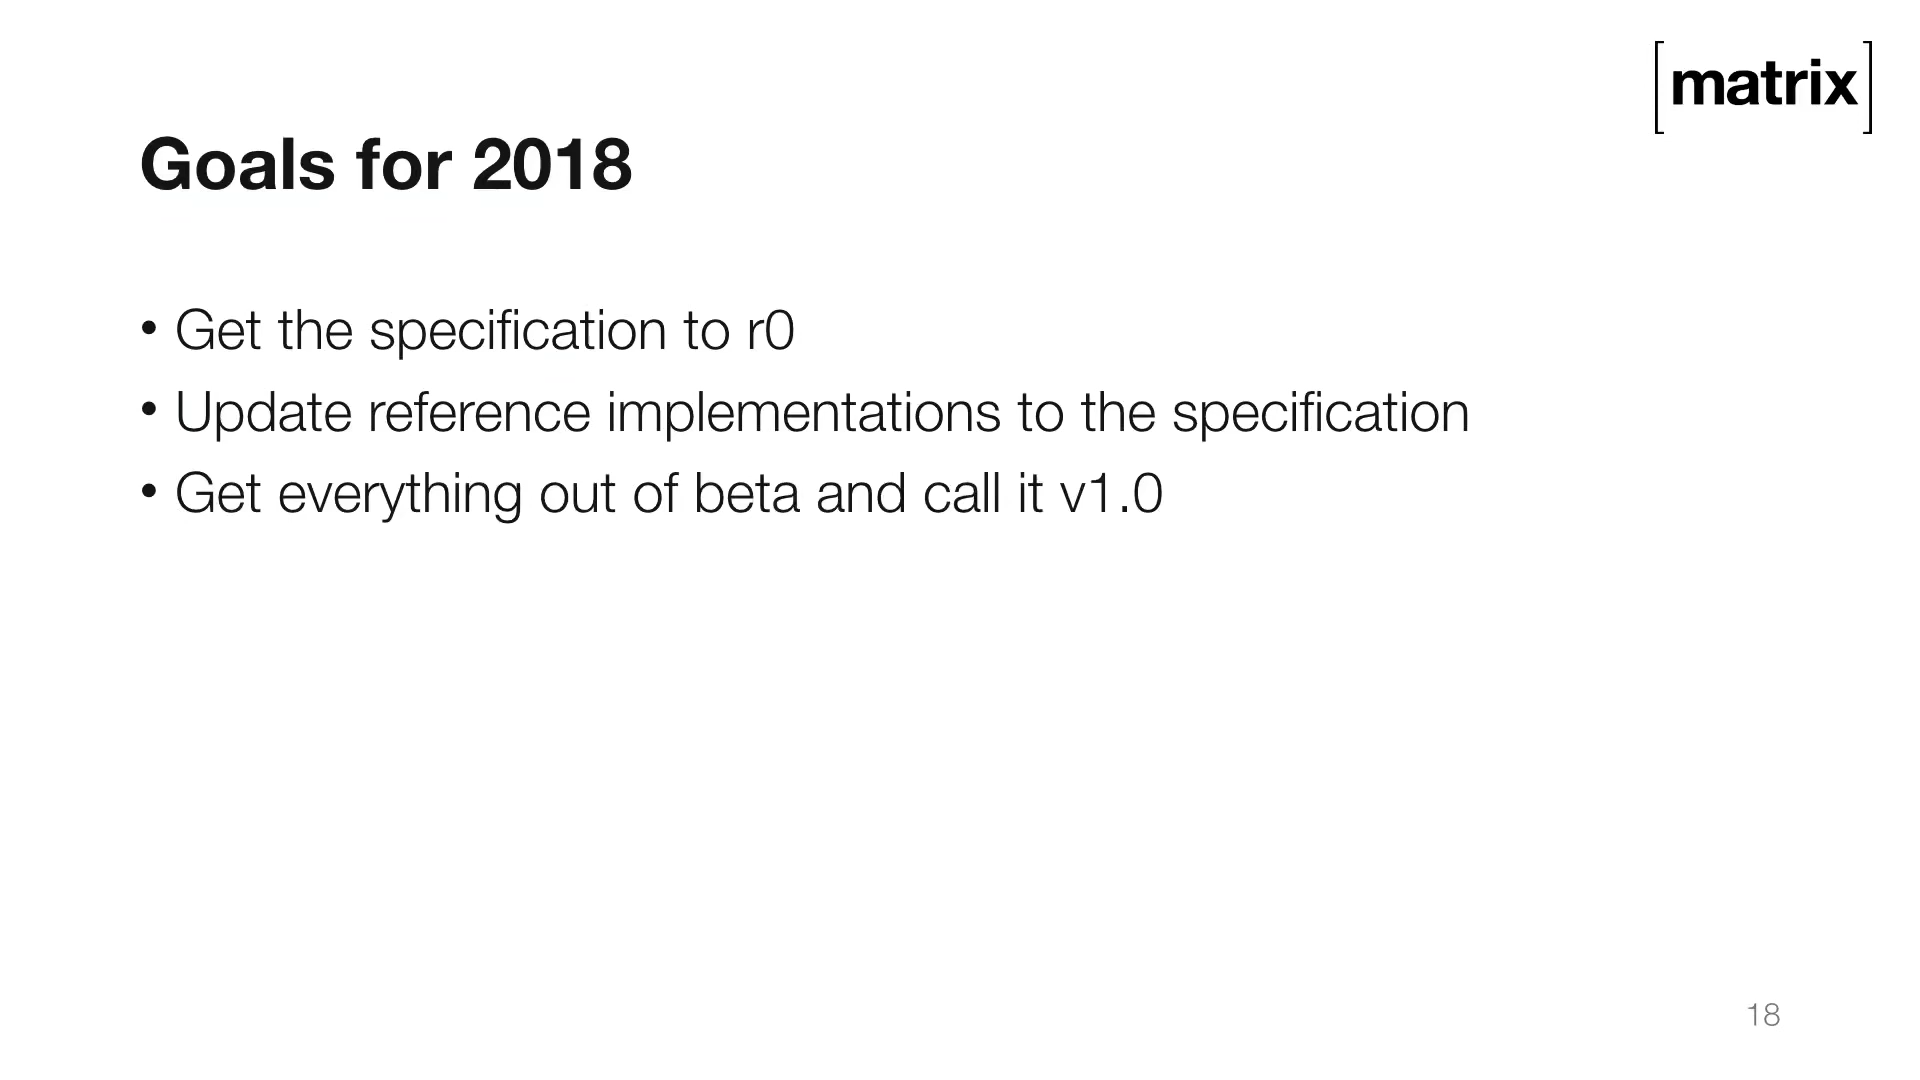 [matrix]
Goals for 2018
• Get the specification to r0
• Update reference implementations to the specification
• Get everything out of beta and call it v1.0
18